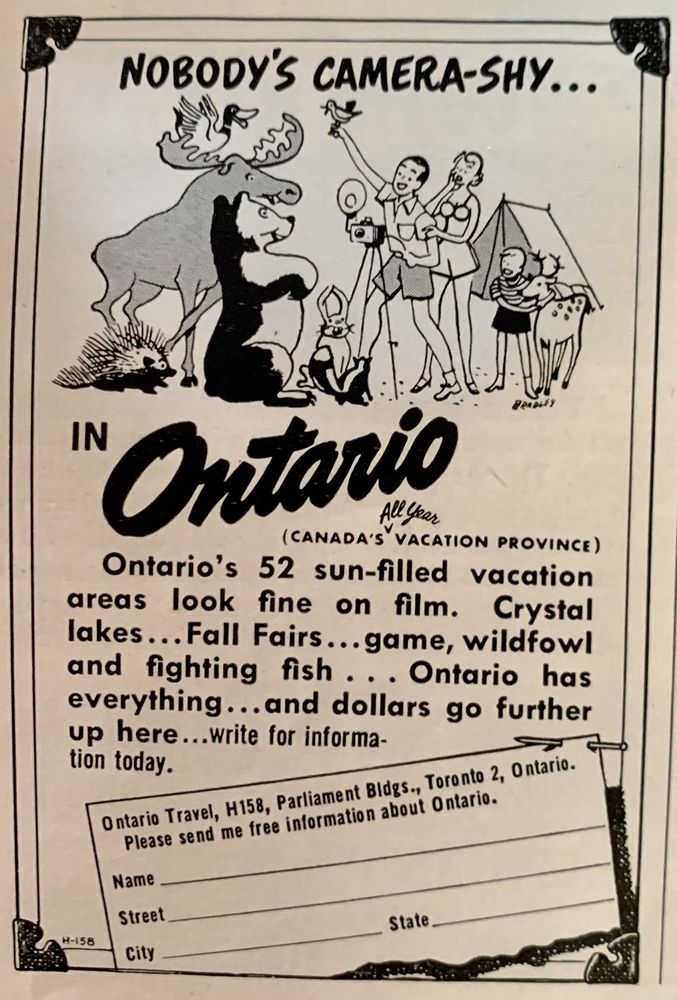 NOBODY'S CAMERA-SHY...
BRADLEY
IN Ontario
All Year
(CANADA'S VACATION PROVINCE)
Ontario's 52 sun-filled vacation
areas look fine on film. Crystal
lakes...Fall Fairs...game, wildfowl
and fighting fish ... Ontario has
everything...and dollars go further
up here...write for informa-
tion today.
Ontario Travel, H158, Parliament Bldgs., Toronto 2, Ontario.
Please send me free information about Ontario.
Name
Street
City State
H-158